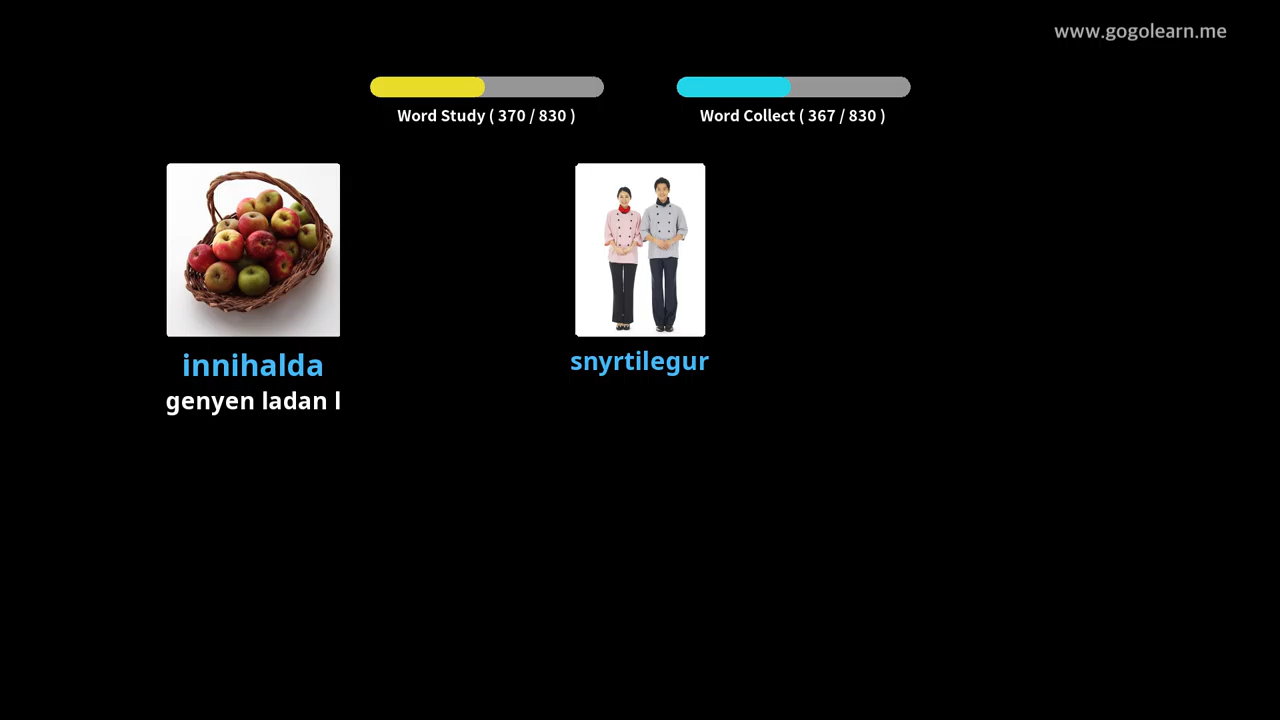 www.gogolearn.me
Word Study ( 370 / 830 )
Word Collect ( 367 / 830 )
innihalda
genyen ladan l
snyrtilegur